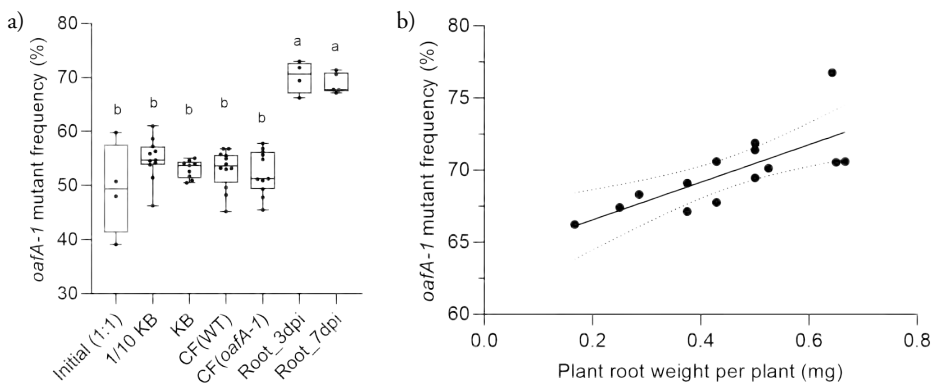 a)
oafA-1 mutant frequency (%)
80
70
60
50
40
30
b
b
b
b
b
a
a
Initial (1:1)
1/10 KB
KB
CF(WT)
CF(oafA-1)
Root_3dpi
Root_7dpi
b)
oafA-1 mutant frequency (%)
80
75
70
65
60
0.0
0.2
0.4
0.6
0.8
Plant root weight per plant (mg)